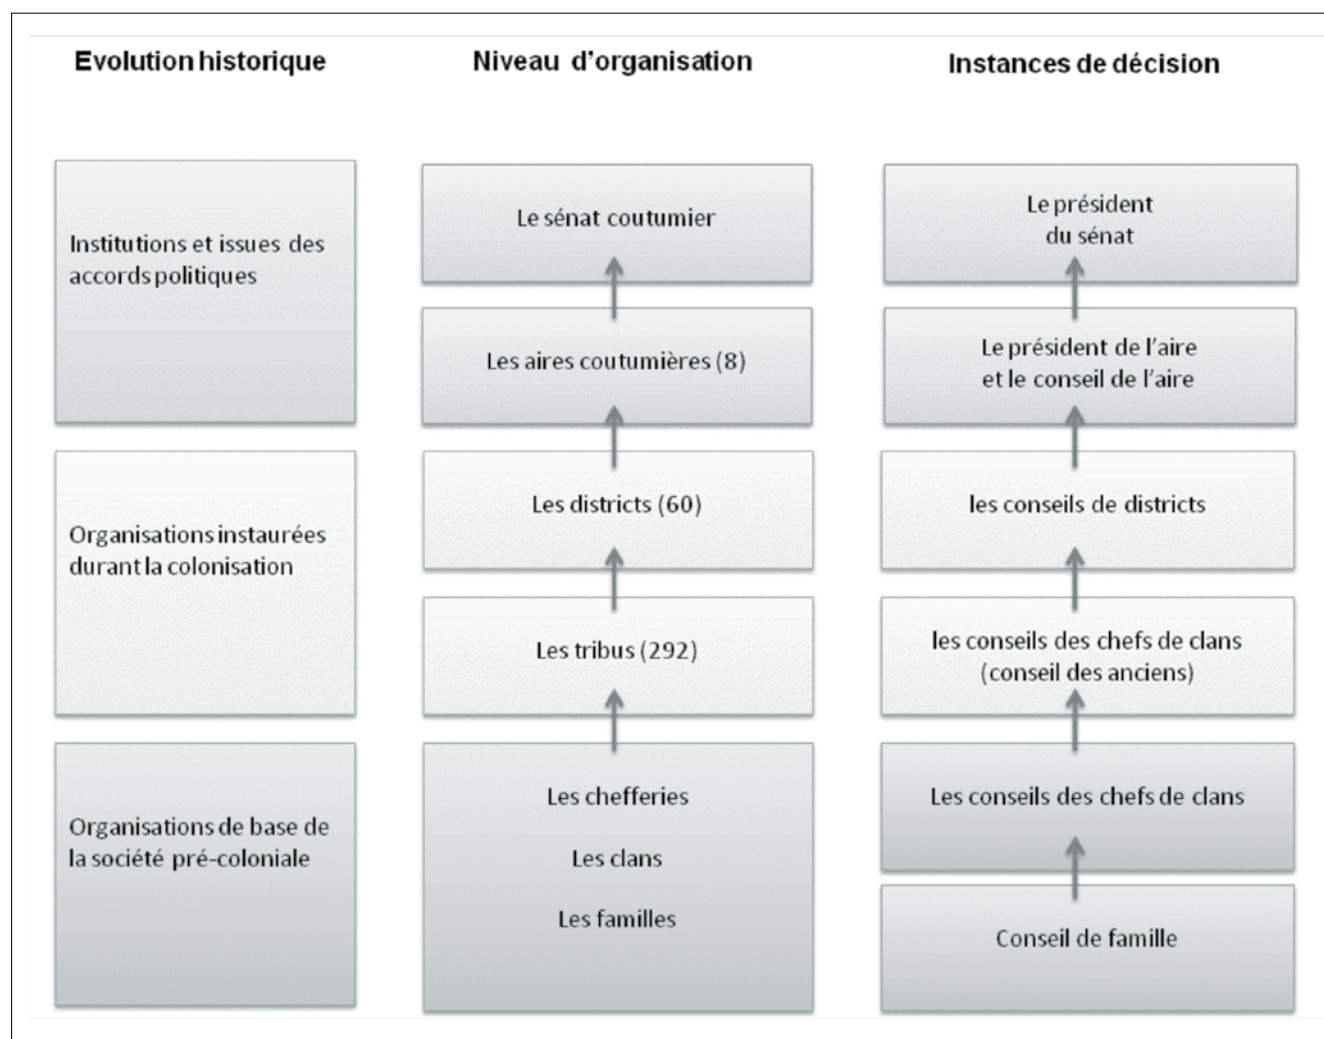 Evolution historique
Niveau d'organisation
Instances de décision
Institutions et issues des
accords politiques
Le sénat coutumier
Le président
du sénat
Les aires coutumières (8)
Le président de l'aire
et le conseil de l'aire
Organisations instaurées
durant la colonisation
Les districts (60)
les conseils de districts
Les tribus (292)
les conseils des chefs de clans
(conseil des anciens)
Organisations de base de
la société pré-coloniale
Les chefferies
Les clans
Les familles
Les conseils des chefs de clans
Conseil de famille